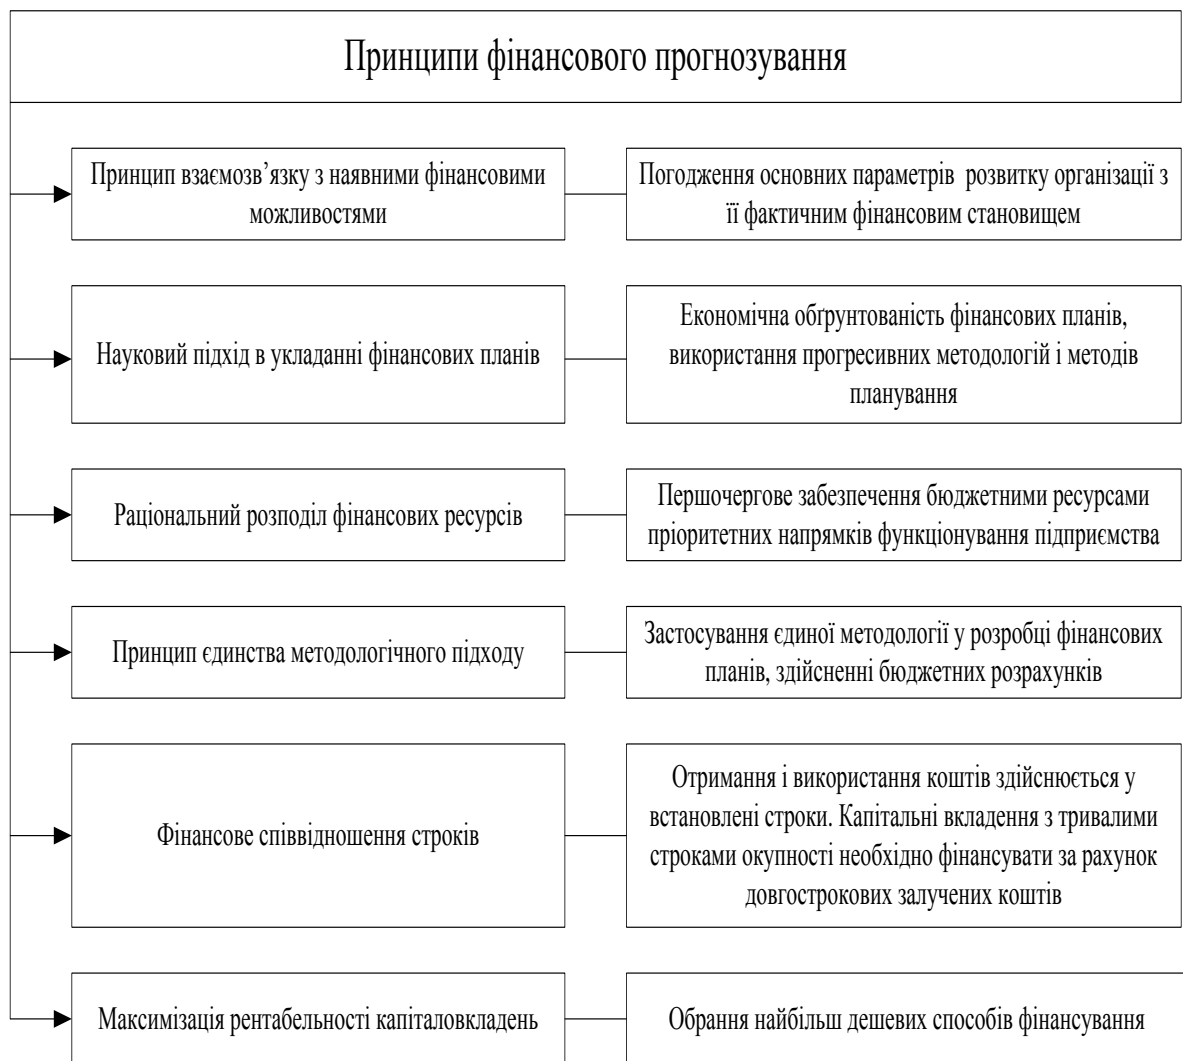 Принципи фінансового прогнозування
Принцип взаємозв’язку з наявними фінансовими
можливостями
Погодження основних параметрів розвитку організації з
її фактичним фінансовим становищем
Науковий підхід в укладанні фінансових планів
Економічна обґрунтованість фінансових планів,
використання прогресивних методологій і методів
планування
Раціональний розподіл фінансових ресурсів
Першочергове забезпечення бюджетними ресурсами
пріоритетних напрямків функціонування підприємства
Принцип єдинства методологічного підходу
Застосування єдиної методології у розробці фінансових
планів, здійсненні бюджетних розрахунків
Фінансове співвідношення строків
Отримання і використання коштів здійснюється у
встановлені строки. Капітальні вкладення з тривалими
строками окупності необхідно фінансувати за рахунок
довгострокових залучених коштів
Максимізація рентабельності капіталовкладень
Обрання найбільш дешевих способів фінансування